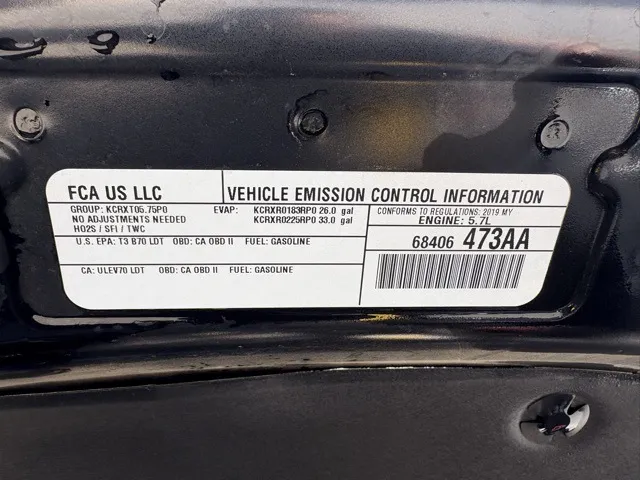 FCA US LLC
VEHICLE EMISSION CONTROL INFORMATION
GROUP: KCRXT05.75P0
NO ADJUSTMENTS NEEDED
HO2S / SFI / TWC
EVAP: KCRXR0183RP0 26.0 gal
KCRXR0225RP0 33.0 gal
CONFORMS TO REGULATIONS: 2019 MY
ENGINE: 5.7L
U.S. EPA: T3 B70 LDT OBD: CA OBD II FUEL: GASOLINE
CA: ULEV70 LDT OBD: CA OBD II FUEL: GASOLINE
68406 473AA